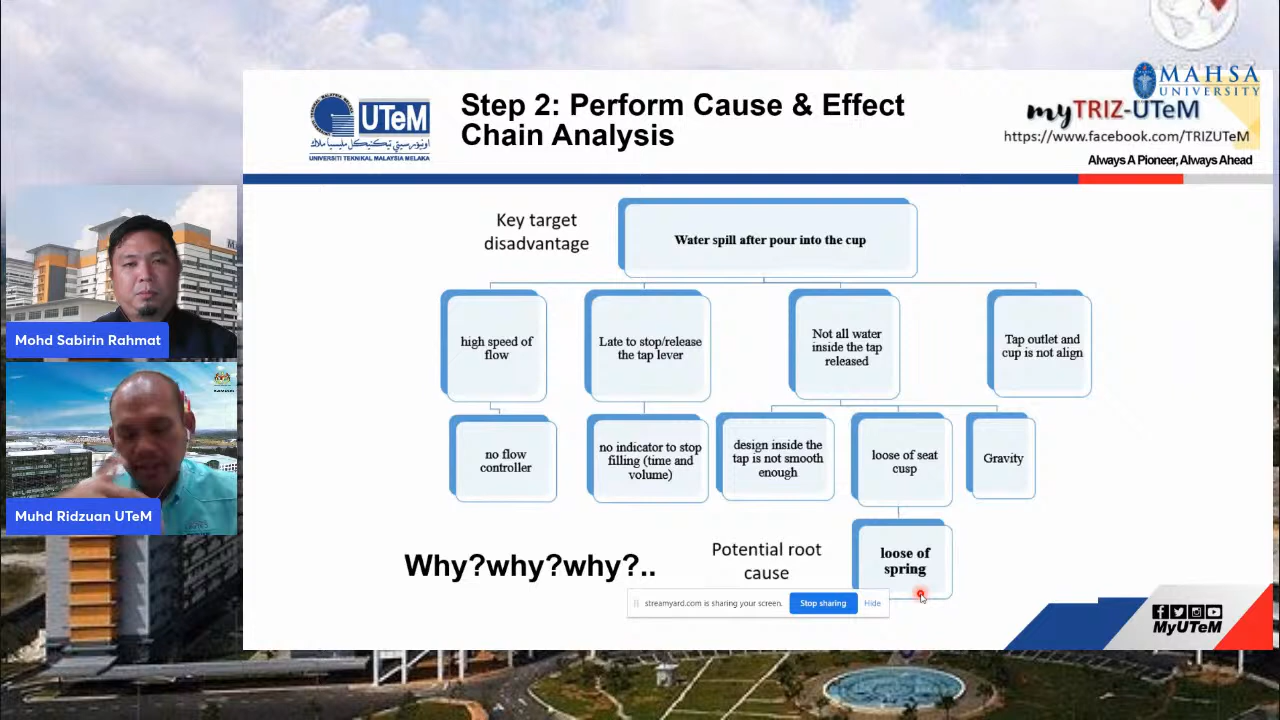 MAHSA
UNIVERSITY
UTeM
اونيۏرسيتي تيكنيكل مليسيا ملاك
UNIVERSITI TEKNIKAL MALAYSIA MELAKA
Step 2: Perform Cause & Effect
Chain Analysis
myTRIZ-UTeM
https://www.facebook.com/TRIZUTeM
Always A Pioneer, Always Ahead
Key target
disadvantage
Water spill after pour into the cup
high speed of
flow
Late to stop/release
the tap lever
Not all water
inside the tap
released
Tap outlet and
cup is not align
no flow
controller
no indicator to stop
filling (time and
volume)
design inside the
tap is not smooth
enough
loose of seat
cusp
Gravity
Why?why?why?..
Potential root
cause
loose of
spring
streamyard.com is sharing your screen.
Stop sharing
Hide
MyUTeM
Mohd Sabirin Rahmat
Muhd Ridzuan UTeM